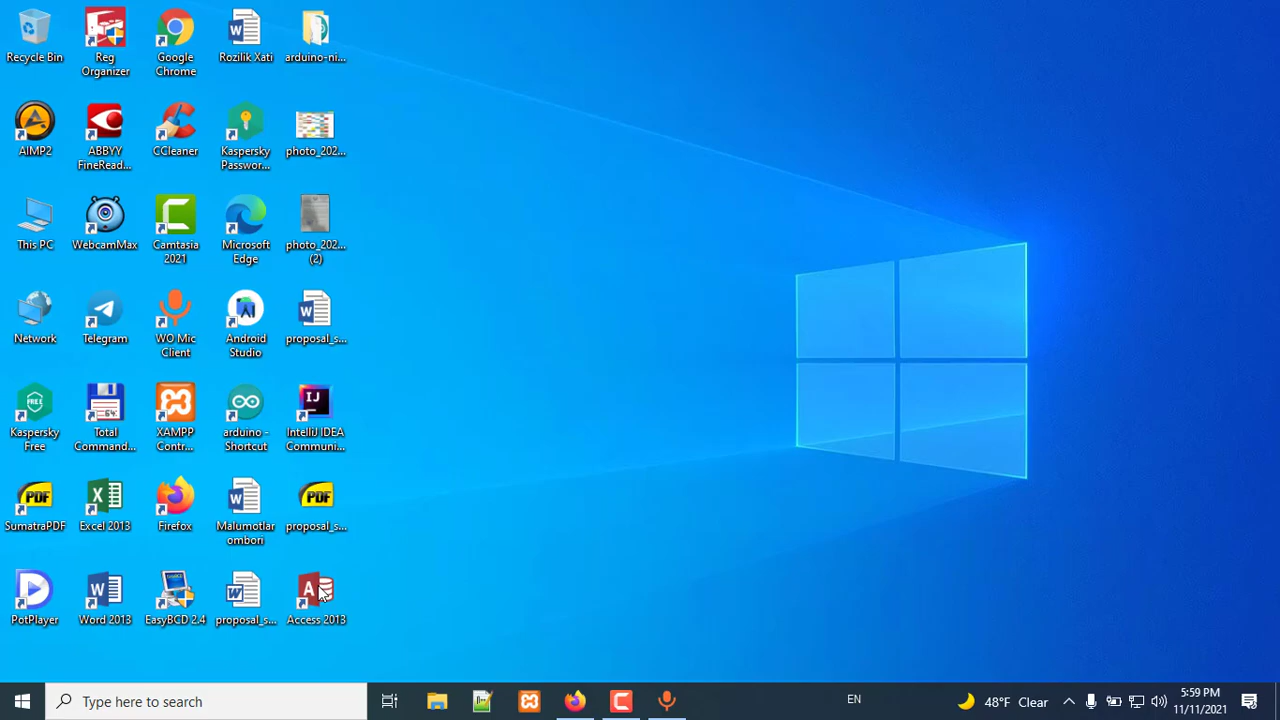 Recycle Bin
Reg
Organizer
Google
Chrome
Rozilik Xati
arduino-ni...
AIMP2
ABBYY
FineRead...
CCleaner
Kaspersky
Passwor...
photo_202...
This PC
WebcamMax
Camtasia
2021
Microsoft
Edge
photo_202...
(2)
Network
Telegram
WO Mic
Client
Android
Studio
proposal_s...
Kaspersky
Free
Total
Command...
XAMPP
Contr...
arduino -
Shortcut
IntelliJ IDEA
Communi...
SumatraPDF
Excel 2013
Firefox
Malumotlar
ombori
proposal_s...
PotPlayer
Word 2013
EasyBCD 2.4
proposal_s...
Access 2013
Type here to search
EN
48°F Clear
5:59 PM
11/11/2021